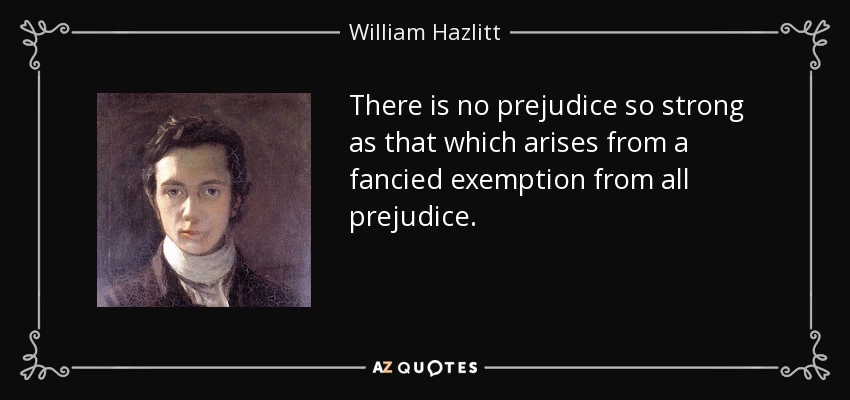 William Hazlitt
There is no prejudice so strong
as that which arises from a
fancied exemption from all
prejudice.
AZ QUOTES